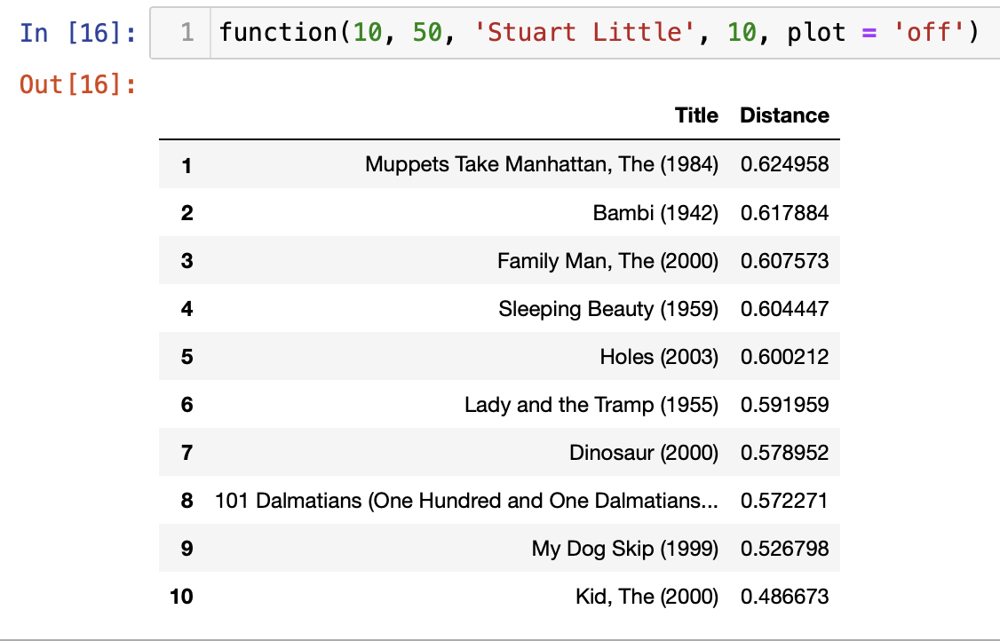 In [16]: 1 function(10, 50, 'Stuart Little', 10, plot = 'off')
Out[16]:
Title Distance
1 Muppets Take Manhattan, The (1984) 0.624958
2 Bambi (1942) 0.617884
3 Family Man, The (2000) 0.607573
4 Sleeping Beauty (1959) 0.604447
5 Holes (2003) 0.600212
6 Lady and the Tramp (1955) 0.591959
7 Dinosaur (2000) 0.578952
8 101 Dalmatians (One Hundred and One Dalmatians... 0.572271
9 My Dog Skip (1999) 0.526798
10 Kid, The (2000) 0.486673